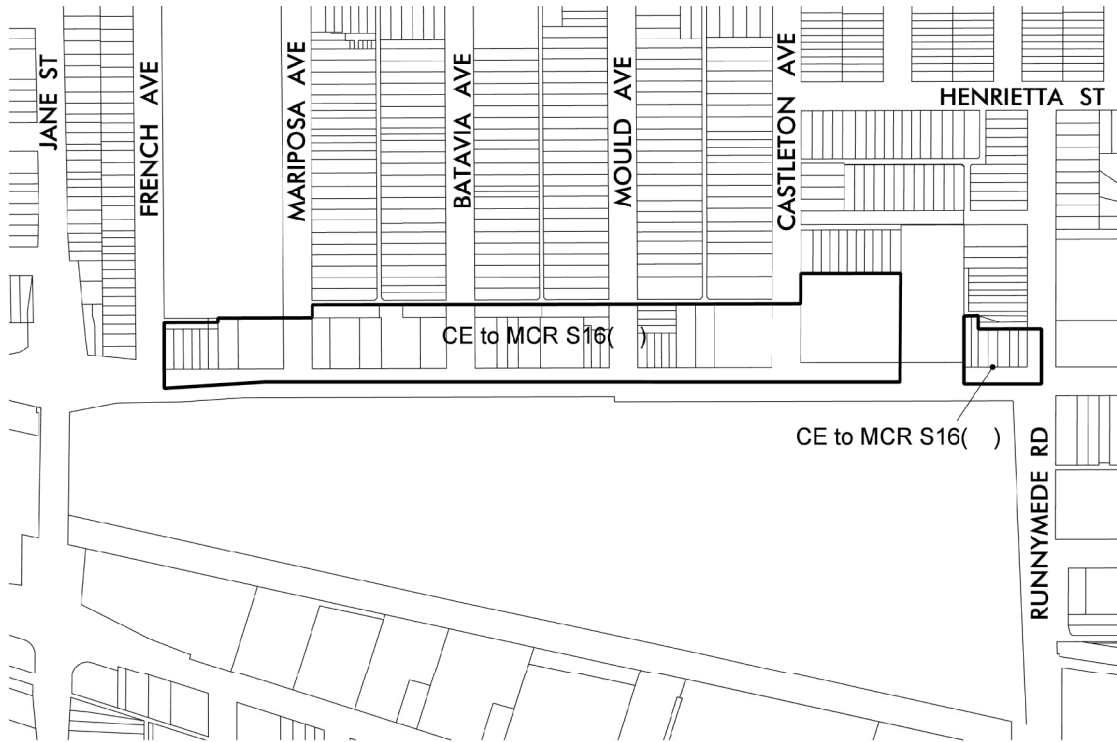 JANE ST
FRENCH AVE
MARIPOSA AVE
BATAVIA AVE
MOULD AVE
CASTLETON AVE
HENRIETTA ST
CE to MCR S16( )
CE to MCR S16( )
RUNNYMEDE RD